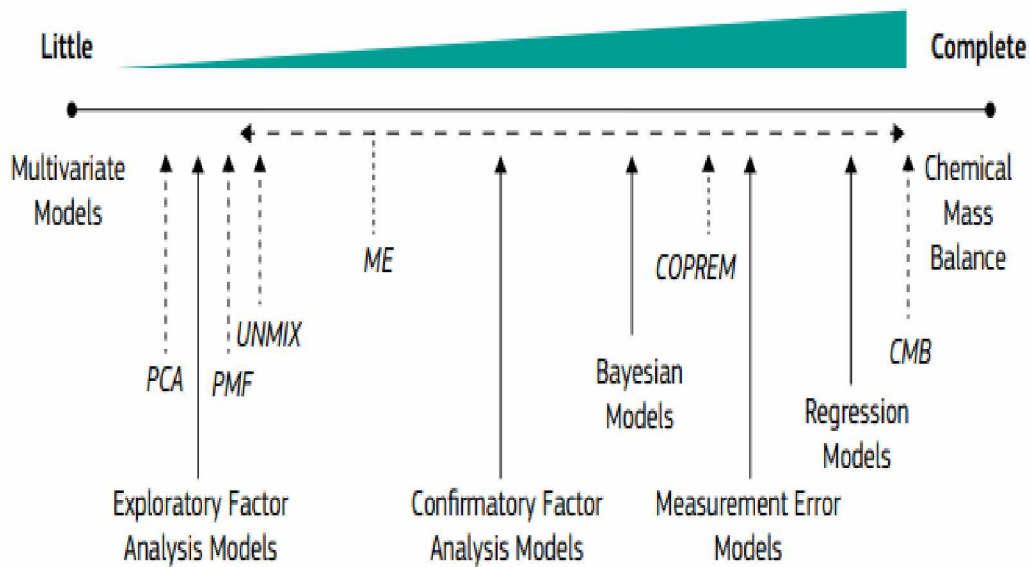 Little
Complete
Multivariate
Models
Chemical
Mass
Balance
ME
COPREM
UNMIX
PCA
PMF
CMB
Bayesian
Models
Regression
Models
Exploratory Factor
Analysis Models
Confirmatory Factor
Analysis Models
Measurement Error
Models